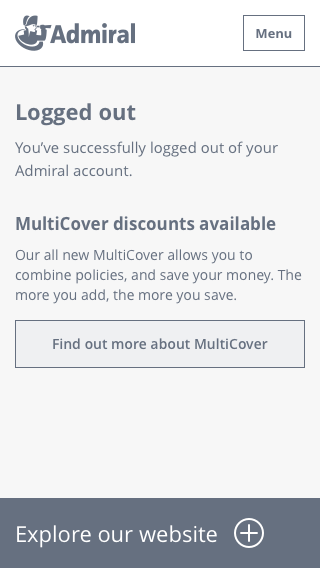 Admiral
Menu
Logged out
You've successfully logged out of your
Admiral account.
MultiCover discounts available
Our all new MultiCover allows you to
combine policies, and save your money. The
more you add, the more you save.
Find out more about MultiCover
Explore our website